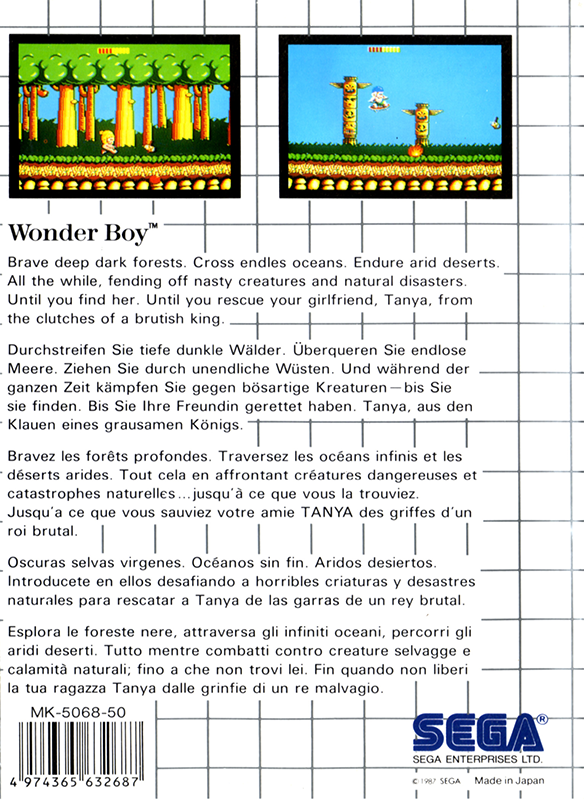 Wonder Boy™
Brave deep dark forests. Cross endles oceans. Endure arid deserts.
All the while, fending off nasty creatures and natural disasters.
Until you find her. Until you rescue your girlfriend, Tanya, from
the clutches of a brutish king.
Durchstreifen Sie tiefe dunkle Wälder. Überqueren Sie endlose
Meere. Ziehen Sie durch unendliche Wüsten. Und während der
ganzen Zeit kämpfen Sie gegen bösartige Kreaturen — bis Sie
sie finden. Bis Sie Ihre Freundin gerettet haben. Tanya, aus den
Klauen eines grausamen Königs.
Bravez les forêts profondes. Traversez les océans infinis et les
déserts arides. Tout cela en affrontant créatures dangereuses et
catastrophes naturelles...jusqu'à ce que vous la trouviez.
Jusqu'a ce que vous sauviez votre amie TANYA des griffes d'un
roi brutal.
Oscuras selvas virgenes. Océanos sin fin. Aridos desiertos.
Introducete en ellos desafiando a horribles criaturas y desastres
naturales para rescatar a Tanya de las garras de un rey brutal.
Esplora le foreste nere, attraversa gli infiniti oceani, percorri gli
aridi deserti. Tutto mentre combatti contro creature selvagge e
calamità naturali; fino a che non trovi lei. Fin quando non liberi
la tua ragazza Tanya dalle grinfie di un re malvagio.
MK-5068-50
4 974365 632687
SEGA®
SEGA ENTERPRISES LTD.
© 1987 SEGA Made in Japan